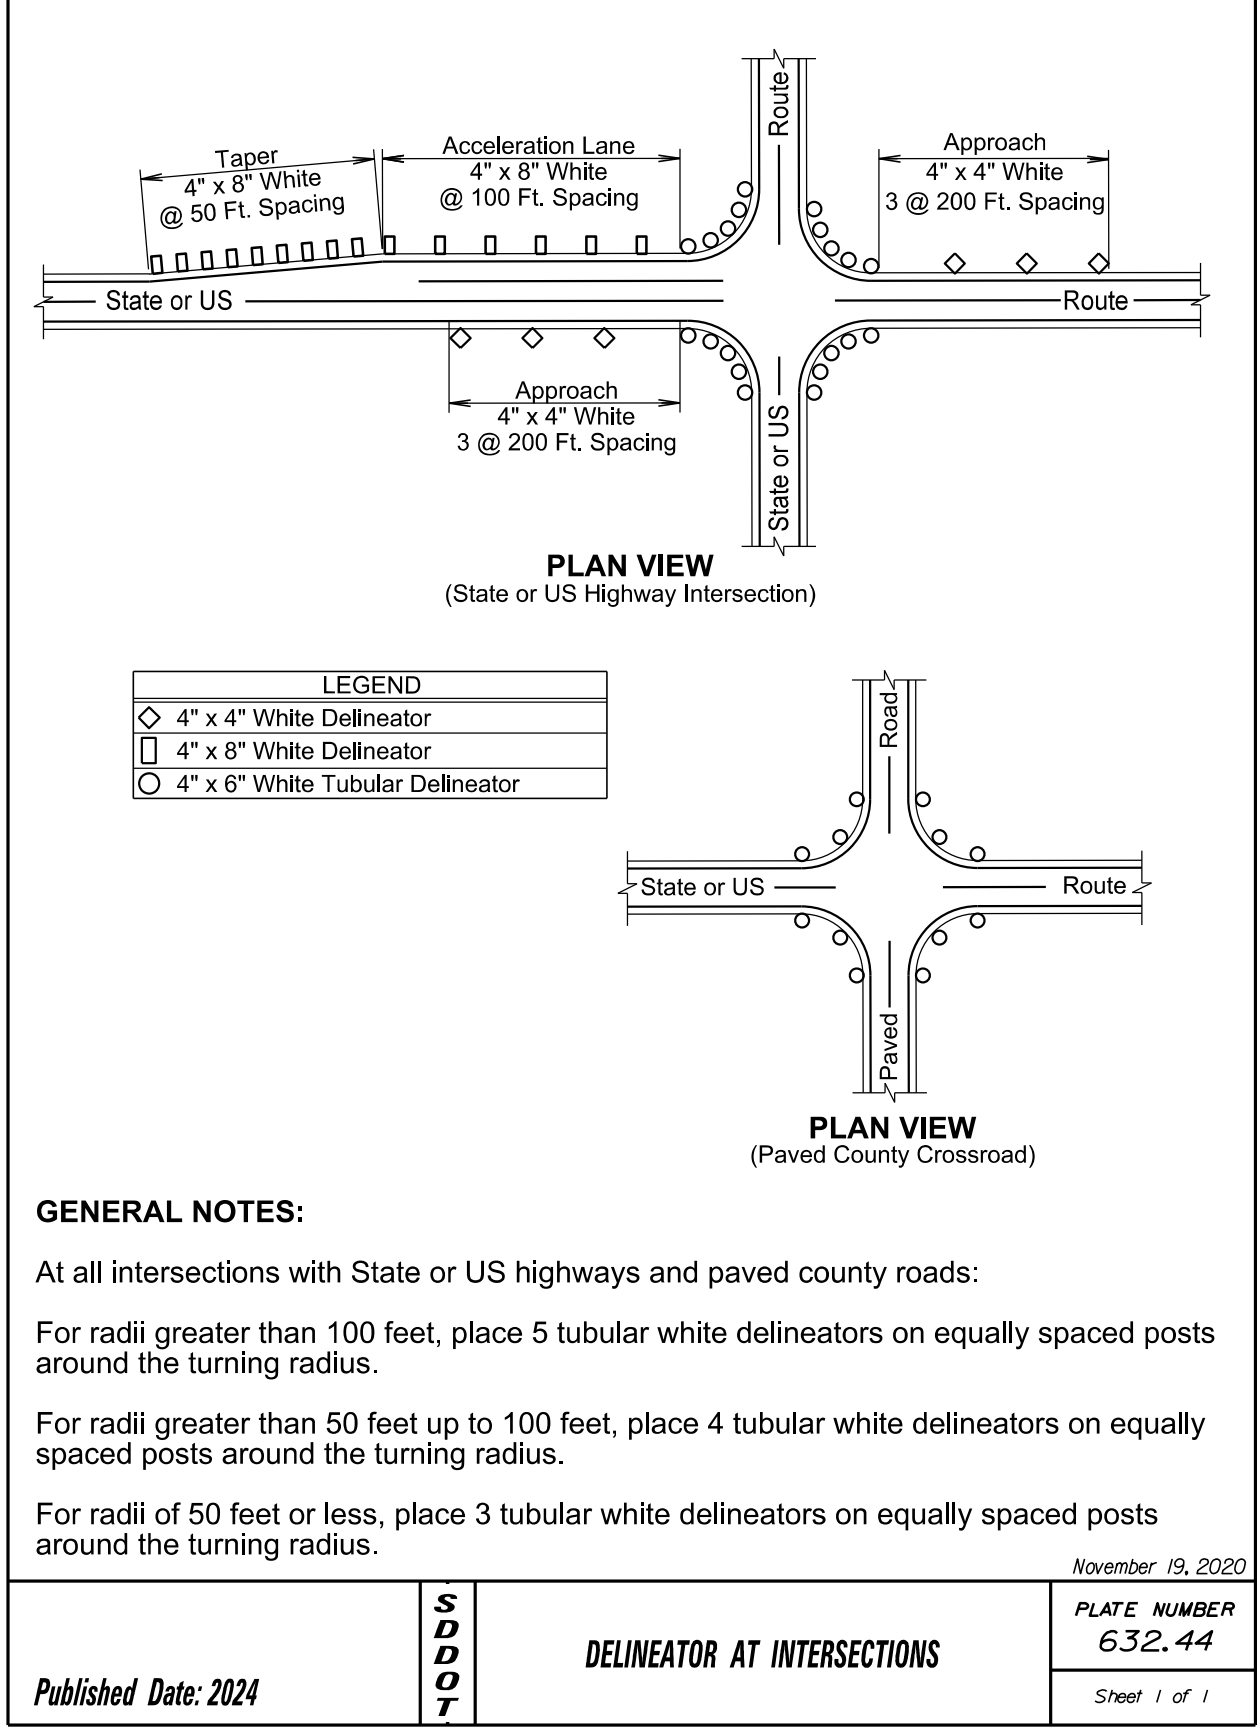 Route
Taper
4" x 8" White
@ 50 Ft. Spacing
Acceleration Lane
4" x 8" White
@ 100 Ft. Spacing
Approach
4" x 4" White
3 @ 200 Ft. Spacing
State or US
Route
Approach
4" x 4" White
3 @ 200 Ft. Spacing
State or US
PLAN VIEW
(State or US Highway Intersection)
LEGEND
4" x 4" White Delineator
4" x 8" White Delineator
4" x 6" White Tubular Delineator
Road
State or US
Route
Paved
PLAN VIEW
(Paved County Crossroad)
GENERAL NOTES:
At all intersections with State or US highways and paved county roads:
For radii greater than 100 feet, place 5 tubular white delineators on equally spaced posts
around the turning radius.
For radii greater than 50 feet up to 100 feet, place 4 tubular white delineators on equally
spaced posts around the turning radius.
For radii of 50 feet or less, place 3 tubular white delineators on equally spaced posts
around the turning radius.
November 19, 2020
Published Date: 2024
SDDOT
DELINEATOR AT INTERSECTIONS
PLATE NUMBER
632.44
Sheet 1 of 1